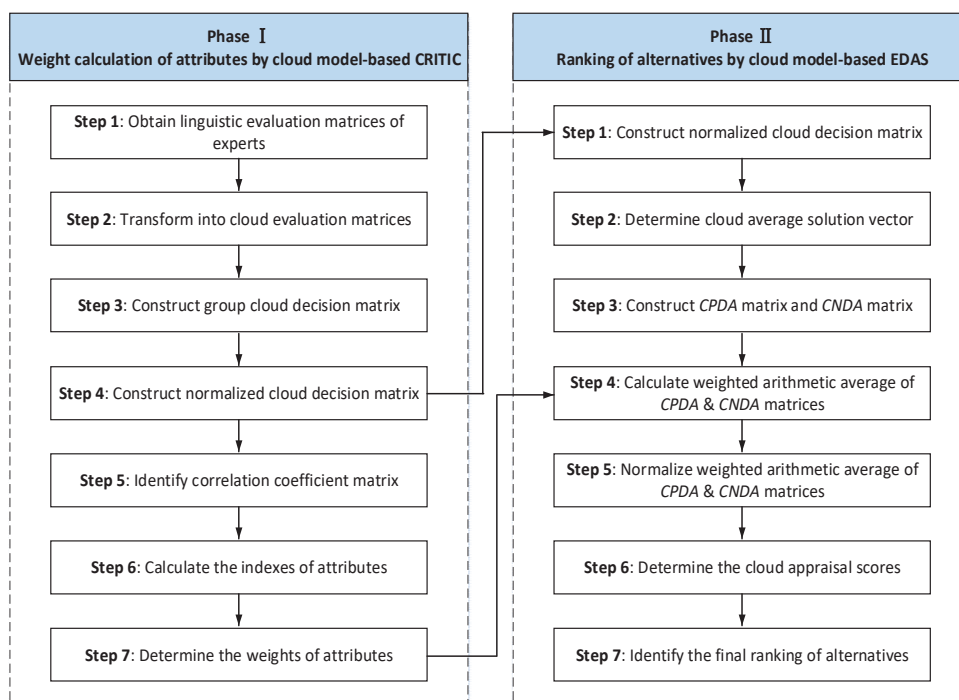 Phase Ⅰ
Weight calculation of attributes by cloud model-based CRITIC
Step 1: Obtain linguistic evaluation matrices of
experts
Step 2: Transform into cloud evaluation matrices
Step 3: Construct group cloud decision matrix
Step 4: Construct normalized cloud decision matrix
Step 5: Identify correlation coefficient matrix
Step 6: Calculate the indexes of attributes
Step 7: Determine the weights of attributes
Phase Ⅱ
Ranking of alternatives by cloud model-based EDAS
Step 1: Construct normalized cloud decision matrix
Step 2: Determine cloud average solution vector
Step 3: Construct CPDA matrix and CNDA matrix
Step 4: Calculate weighted arithmetic average of
CPDA & CNDA matrices
Step 5: Normalize weighted arithmetic average of
CPDA & CNDA matrices
Step 6: Determine the cloud appraisal scores
Step 7: Identify the final ranking of alternatives